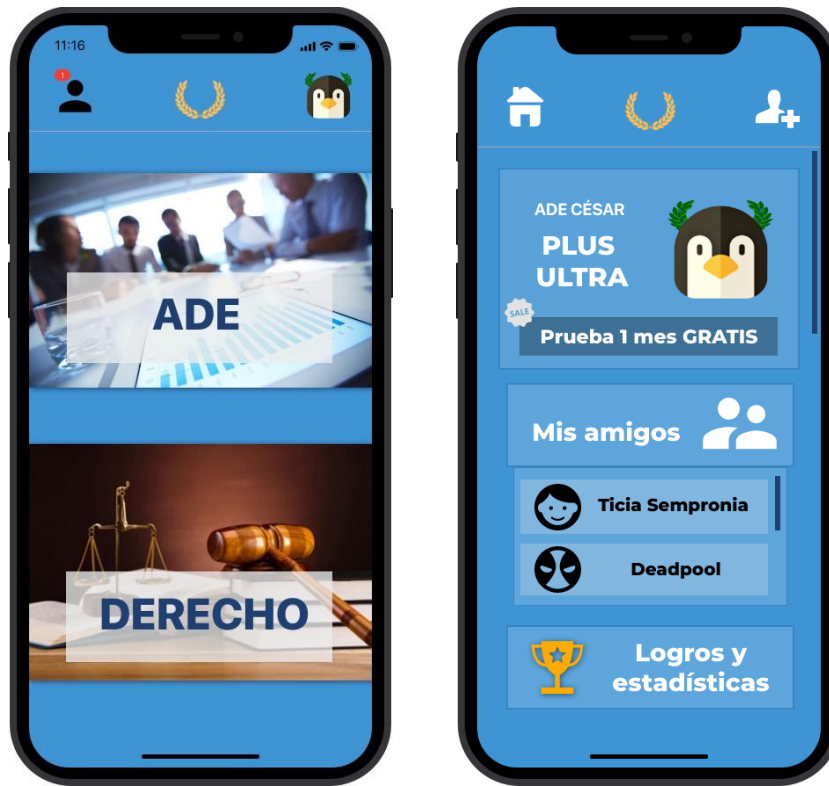 11:16
1
ADE
DERECHO
ADE CÉSAR
PLUS
ULTRA
SALE
Prueba 1 mes GRATIS
Mis amigos
Ticia Sempronia
Deadpool
Logros y
estadísticas